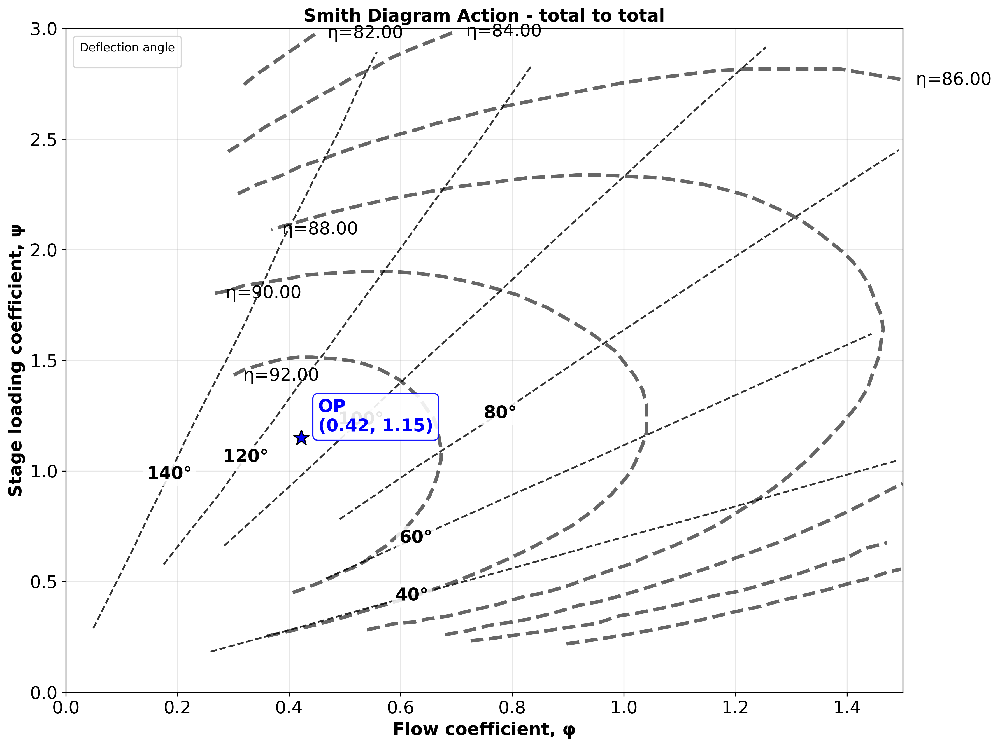 Smith Diagram Action - total to total
η=82.00
η=84.00
3.0
Deflection angle
η=86.00
2.5
η=88.00
2.0
η=90.00
1.5
η=92.00
OP
100°
(0.42, 1.15)
80°
120°
140°
1.0
60°
0.5
40°
0.0
Stage loading coefficient, ψ
0.0
0.2
0.4
0.6
0.8
1.0
1.2
1.4
Flow coefficient, φ